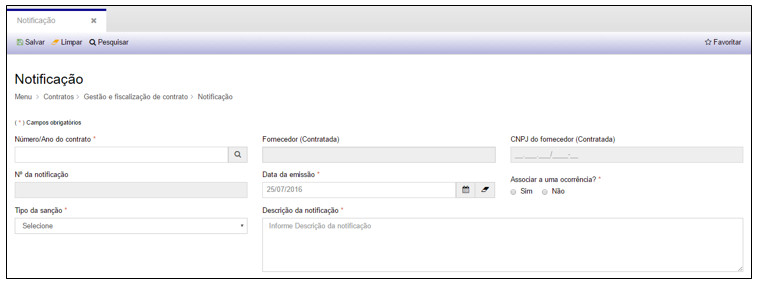 Notificação ×
Salvar Limpar Pesquisar Favoritar
Notificação
Menu > Contratos > Gestão e fiscalização de contrato > Notificação
( * ) Campos obrigatórios
Número/Ano do contrato * Fornecedor (Contratada) CNPJ do fornecedor (Contratada)
__.___.___/____-__
Nº da notificação Data da emissão * Associar a uma ocorrência? *
25/07/2016 Sim Não
Tipo da sanção * Descrição da notificação *
Selecione Informe Descrição da notificação